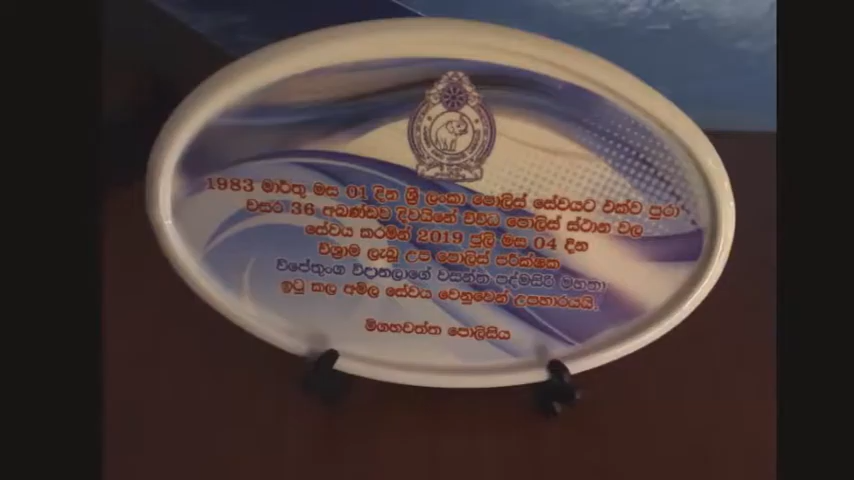 1983 මාර්තු මස 01 දින ශ්‍රී ලංකා පොලිස් සේවයට එක්ව පුරා
වසර 36 අඛණ්ඩව දිවයිනේ විවිධ පොලිස් ස්ථාන වල
සේවය කරමින් 2019 ජුලි මස 04 දින
විශ්‍රාම ලැබූ උප පොලිස් පරීක්ෂක
විජේතුංග විදානලාගේ වසන්ත පද්මසිරි මහතා
ඉටු කල අමිල සේවය වෙනුවෙන් උපහාරයයි.
මිගහවත්ත පොලිසිය